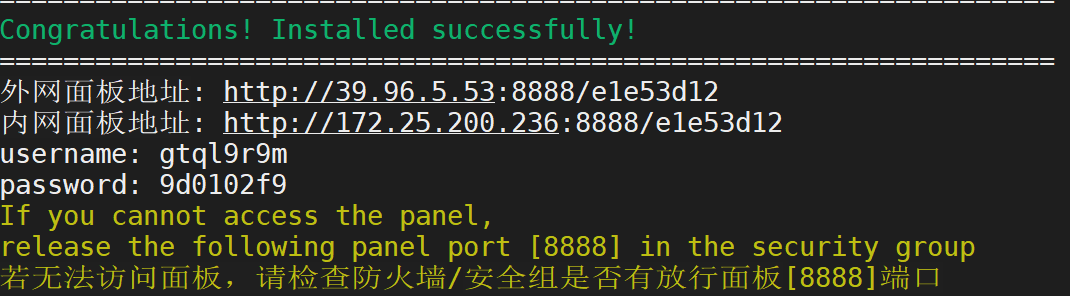 ==================================================================
Congratulations! Installed successfully!
==================================================================
外网面板地址: http://39.96.5.53:8888/e1e53d12
内网面板地址: http://172.25.200.236:8888/e1e53d12
username: gtql9r9m
password: 9d0102f9
If you cannot access the panel,
release the following panel port [8888] in the security group
若无法访问面板，请检查防火墙/安全组是否有放行面板[8888]端口